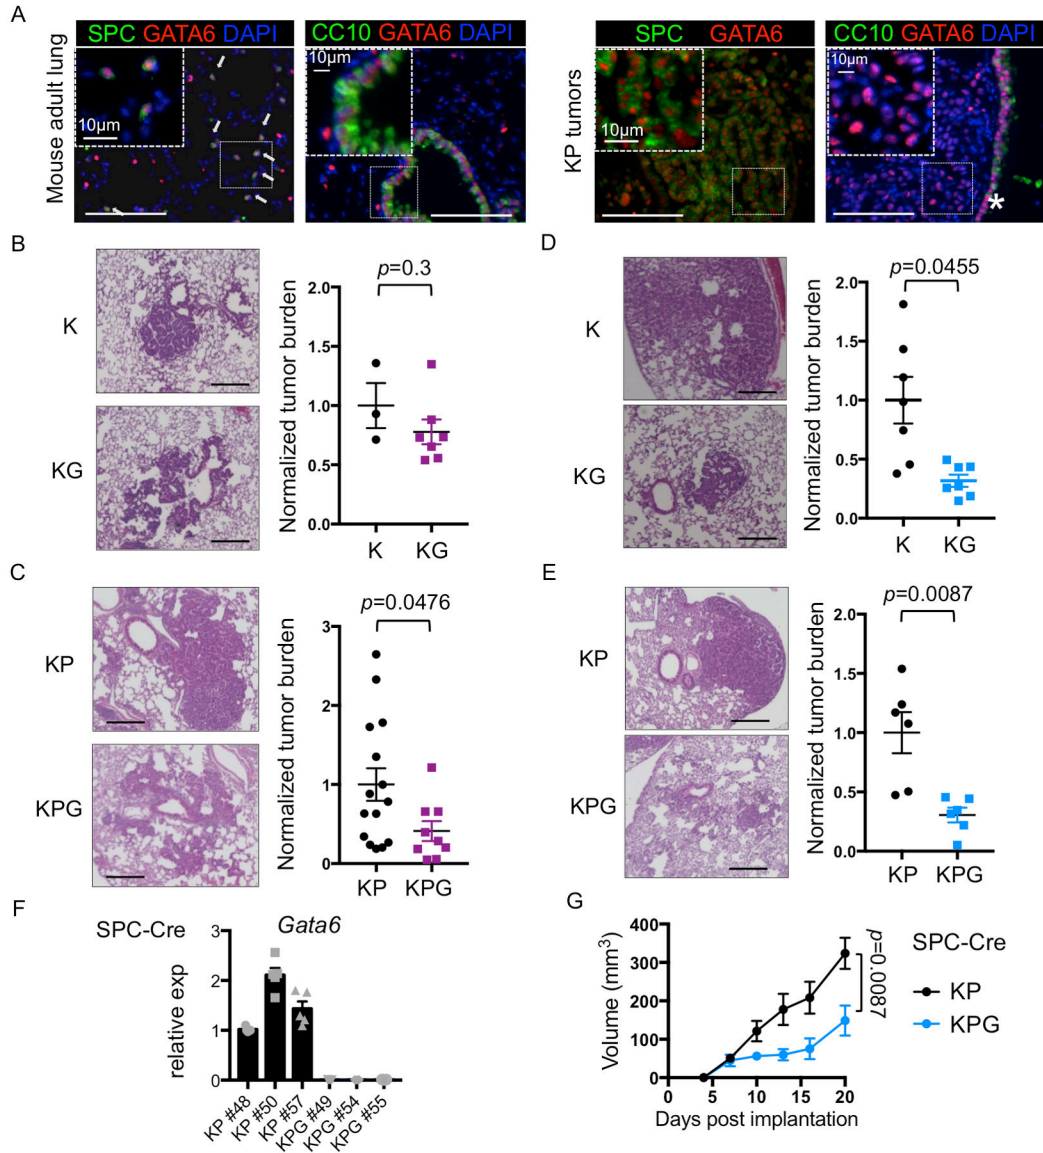 A
SPC GATA6 DAPI
CC10 GATA6 DAPI
SPC GATA6
CC10 GATA6 DAPI
Mouse adult lung
10μm
10μm
KP tumors
10μm
10μm
*
B
K
KG
Normalized tumor burden
p=0.3
2.0
1.5
1.0
0.5
0.0
K KG
D
K
KG
Normalized tumor burden
p=0.0455
2.0
1.5
1.0
0.5
0.0
K KG
C
KP
KPG
Normalized tumor burden
p=0.0476
3
2
1
0
KP KPG
E
KP
KPG
Normalized tumor burden
p=0.0087
2.0
1.5
1.0
0.5
0.0
KP KPG
F
SPC-Cre
Gata6
relative exp
3
2
1
0
KP #48
KP #50
KP #57
KPG #49
KPG #54
KPG #55
G
Volume (mm³)
400
300
200
100
0
0 5 10 15 20
Days post implantation
p=0.0087
SPC-Cre
KP
KPG